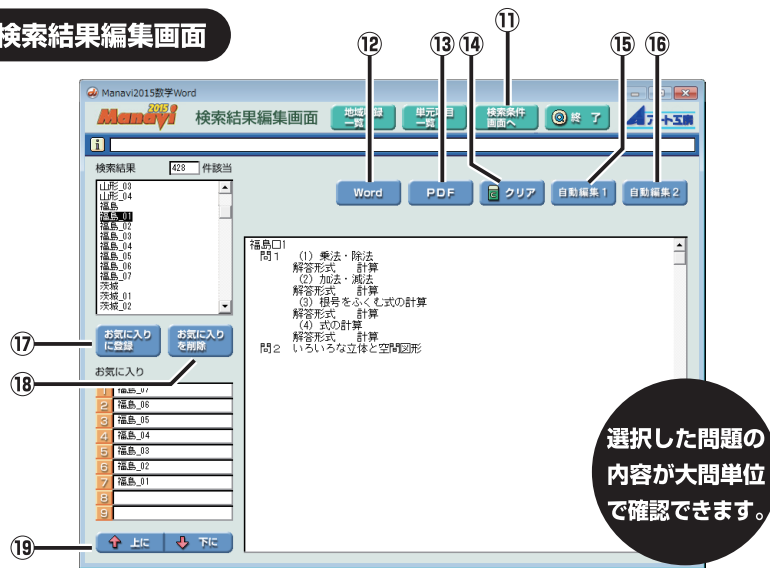 検索結果編集画面
⑫
⑬
⑭
⑪
⑮
⑯
Manavi2015数学Word
2015
Manavi
検索結果編集画面
一覧
一覧
検索条件
画面へ
終 了
検索結果
428
件該当
山形_03
山形_04
福島
福島_01
福島_02
福島_03
福島_04
福島_05
福島_06
福島_07
茨城
茨城_01
茨城_02
Word
PDF
クリア
自動編集1
自動編集2
福島□1
問1 (1) 乗法・除法
解答形式 計算
(2) 加法・減法
解答形式 計算
(3) 根号をふくむ式の計算
解答形式 計算
(4) 式の計算
解答形式 計算
問2 いろいろな立体と空間図形
⑰
お気に入り
に登録
お気に入り
を削除
⑱
お気に入り
1 福島_07
2 福島_06
3 福島_05
4 福島_04
5 福島_03
6 福島_02
7 福島_01
8
9
⑲
上に
下に
選択した問題の
内容が大問単位
で確認できます。